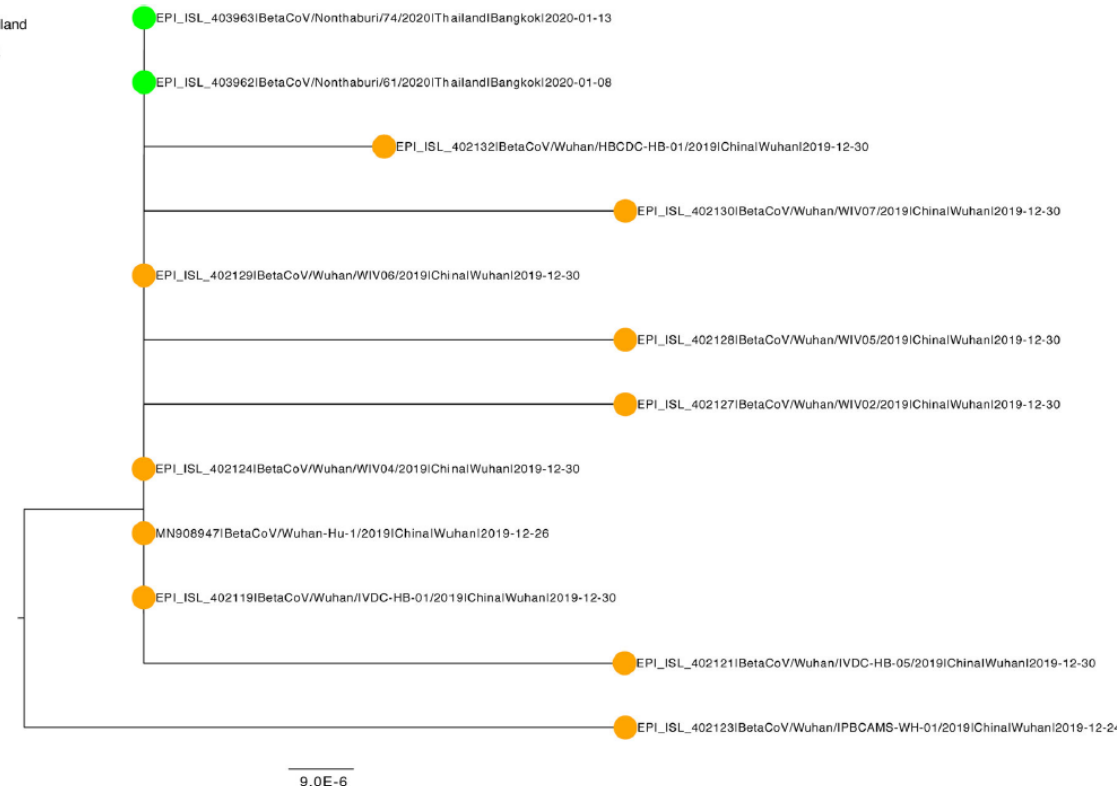 land
EPI_ISL_403963|BetaCoV/Nonthaburi/74/2020|Thailand|Bangkok|2020-01-13
EPI_ISL_403962|BetaCoV/Nonthaburi/61/2020|Thailand|Bangkok|2020-01-08
EPI_ISL_402132|BetaCoV/Wuhan/HBCDC-HB-01/2019|China|Wuhan|2019-12-30
EPI_ISL_402130|BetaCoV/Wuhan/WIV07/2019|China|Wuhan|2019-12-30
EPI_ISL_402129|BetaCoV/Wuhan/WIV06/2019|China|Wuhan|2019-12-30
EPI_ISL_402128|BetaCoV/Wuhan/WIV05/2019|China|Wuhan|2019-12-30
EPI_ISL_402127|BetaCoV/Wuhan/WIV02/2019|China|Wuhan|2019-12-30
EPI_ISL_402124|BetaCoV/Wuhan/WIV04/2019|China|Wuhan|2019-12-30
MN908947|BetaCoV/Wuhan-Hu-1/2019|China|Wuhan|2019-12-26
EPI_ISL_402119|BetaCoV/Wuhan/IVDC-HB-01/2019|China|Wuhan|2019-12-30
EPI_ISL_402121|BetaCoV/Wuhan/IVDC-HB-05/2019|China|Wuhan|2019-12-30
EPI_ISL_402123|BetaCoV/Wuhan/IPBCAMS-WH-01/2019|China|Wuhan|2019-12-24
9.0E-6